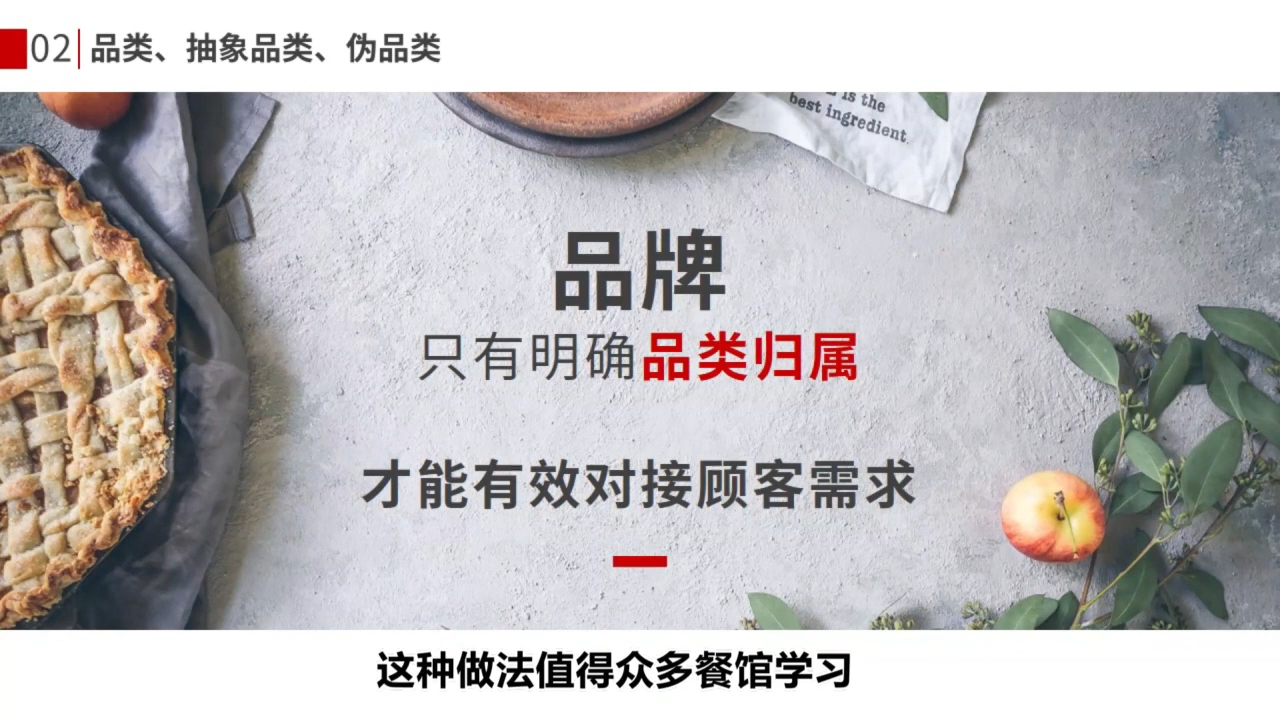 02 品类、抽象品类、伪品类
is the
best ingredient
品牌
只有明确品类归属
才能有效对接顾客需求
这种做法值得众多餐馆学习